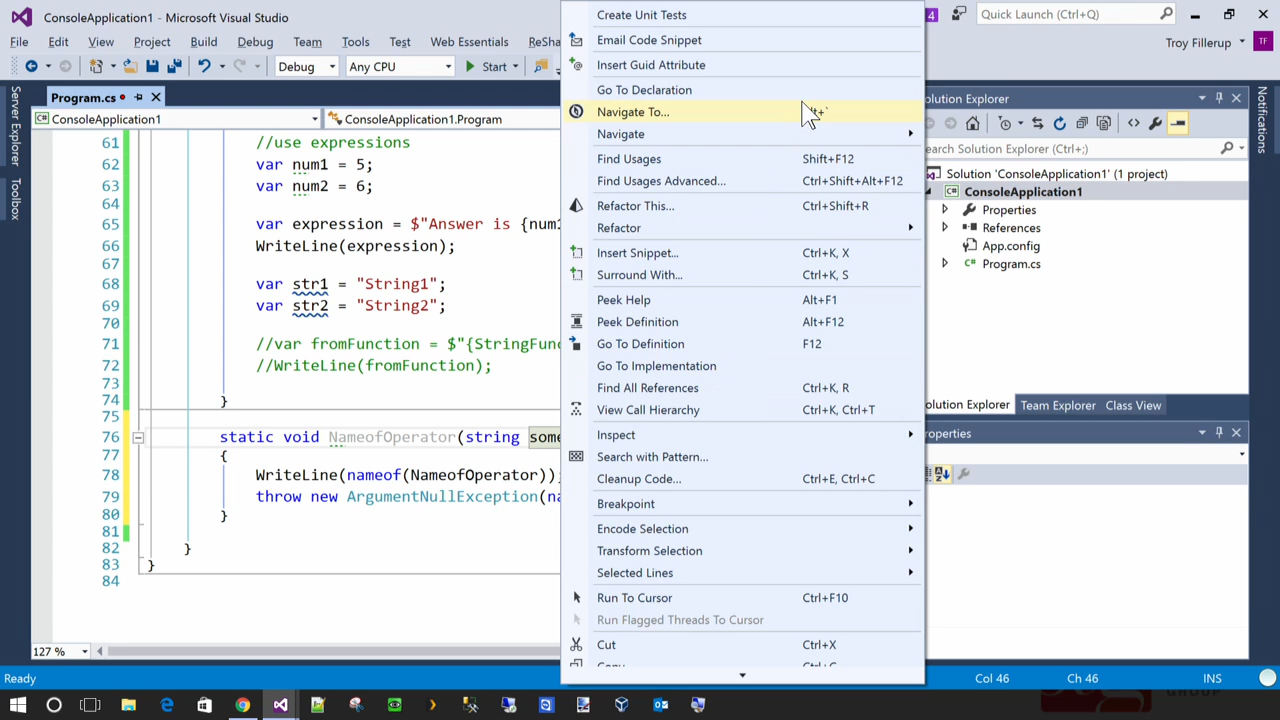 ConsoleApplication1 - Microsoft Visual Studio
4
Quick Launch (Ctrl+Q)
File Edit View Project Build Debug Team Tools Test Web Essentials ReSha
Troy Fillerup
TF
Debug Any CPU Start
Server Explorer
Toolbox
Program.cs
ConsoleApplication1 ConsoleApplication1.Program
61 //use expressions
62 var num1 = 5;
63 var num2 = 6;
64
65 var expression = $"Answer is {num1
66 WriteLine(expression);
67
68 var str1 = "String1";
69 var str2 = "String2";
70
71 //var fromFunction = $"{StringFunc
72 //WriteLine(fromFunction);
73
74 }
75
76 static void NameofOperator(string some
77 {
78 WriteLine(nameof(NameofOperator));
79 throw new ArgumentNullException(na
80 }
81
82 }
83 }
84
127 %
Create Unit Tests
Email Code Snippet
Insert Guid Attribute
Go To Declaration
Navigate To...
Navigate
Find Usages Shift+F12
Find Usages Advanced... Ctrl+Shift+Alt+F12
Refactor This... Ctrl+Shift+R
Refactor
Insert Snippet... Ctrl+K, X
Surround With... Ctrl+K, S
Peek Help Alt+F1
Peek Definition Alt+F12
Go To Definition F12
Go To Implementation
Find All References Ctrl+K, R
View Call Hierarchy Ctrl+K, Ctrl+T
Inspect
Search with Pattern...
Cleanup Code... Ctrl+E, Ctrl+C
Breakpoint
Encode Selection
Transform Selection
Selected Lines
Run To Cursor Ctrl+F10
Run Flagged Threads To Cursor
Cut Ctrl+X
olution Explorer
earch Solution Explorer (Ctrl+;)
Solution 'ConsoleApplication1' (1 project)
ConsoleApplication1
Properties
References
App.config
Program.cs
olution Explorer Team Explorer Class View
roperties
Notifications
Ready
Col 46 Ch 46 INS
GROUP